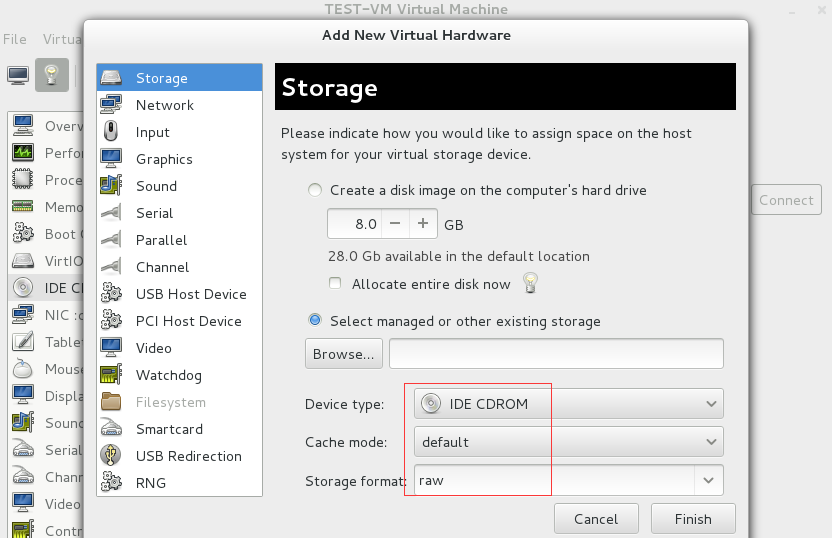 TEST-VM Virtual Machine
File Virtua
Add New Virtual Hardware
Storage
Network
Input
Graphics
Sound
Serial
Parallel
Channel
USB Host Device
PCI Host Device
Video
Watchdog
Filesystem
Smartcard
USB Redirection
RNG
Overv
Perfo
Proce
Memo
Boot O
VirtIO
IDE CD
NIC :c
Tablet
Mouse
Displa
Sound
Serial
Chann
Video
Contr
Storage
Please indicate how you would like to assign space on the host
system for your virtual storage device.
Create a disk image on the computer's hard drive
8.0 − + GB
28.0 Gb available in the default location
Allocate entire disk now
Select managed or other existing storage
Browse...
Device type: IDE CDROM
Cache mode: default
Storage format: raw
Cancel Finish
Connect